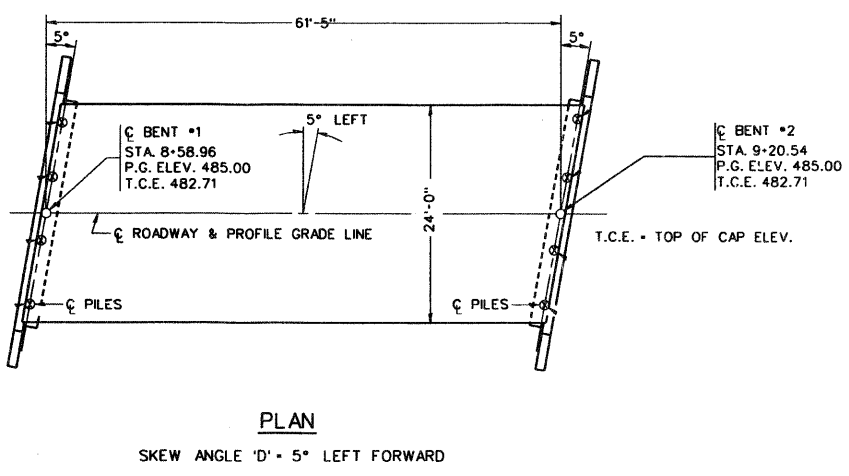 61'-5"
5°
5°
5° LEFT
℄ BENT #1
STA. 8+58.96
P.G. ELEV. 485.00
T.C.E. 482.71
℄ BENT #2
STA. 9+20.54
P.G. ELEV. 485.00
T.C.E. 482.71
24'-0"
℄ ROADWAY & PROFILE GRADE LINE
T.C.E. = TOP OF CAP ELEV.
℄ PILES
℄ PILES
PLAN
SKEW ANGLE 'D' = 5° LEFT FORWARD